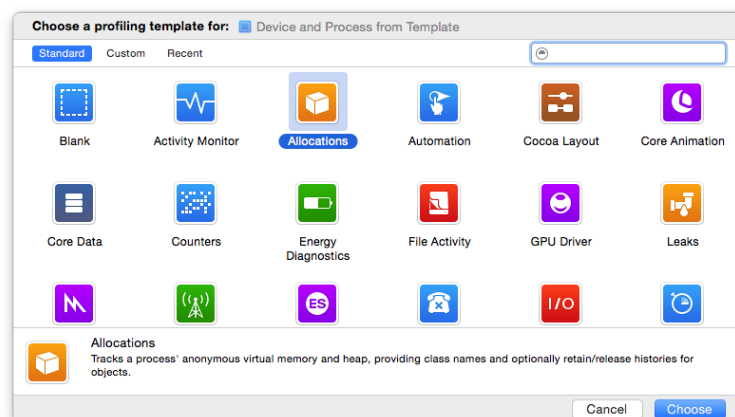 Choose a profiling template for: Device and Process from Template
Standard Custom Recent
Blank Activity Monitor Allocations Automation Cocoa Layout Core Animation
Core Data Counters Energy Diagnostics File Activity GPU Driver Leaks
ES I/O
Allocations
Tracks a process' anonymous virtual memory and heap, providing class names and optionally retain/release histories for
objects.
Cancel Choose